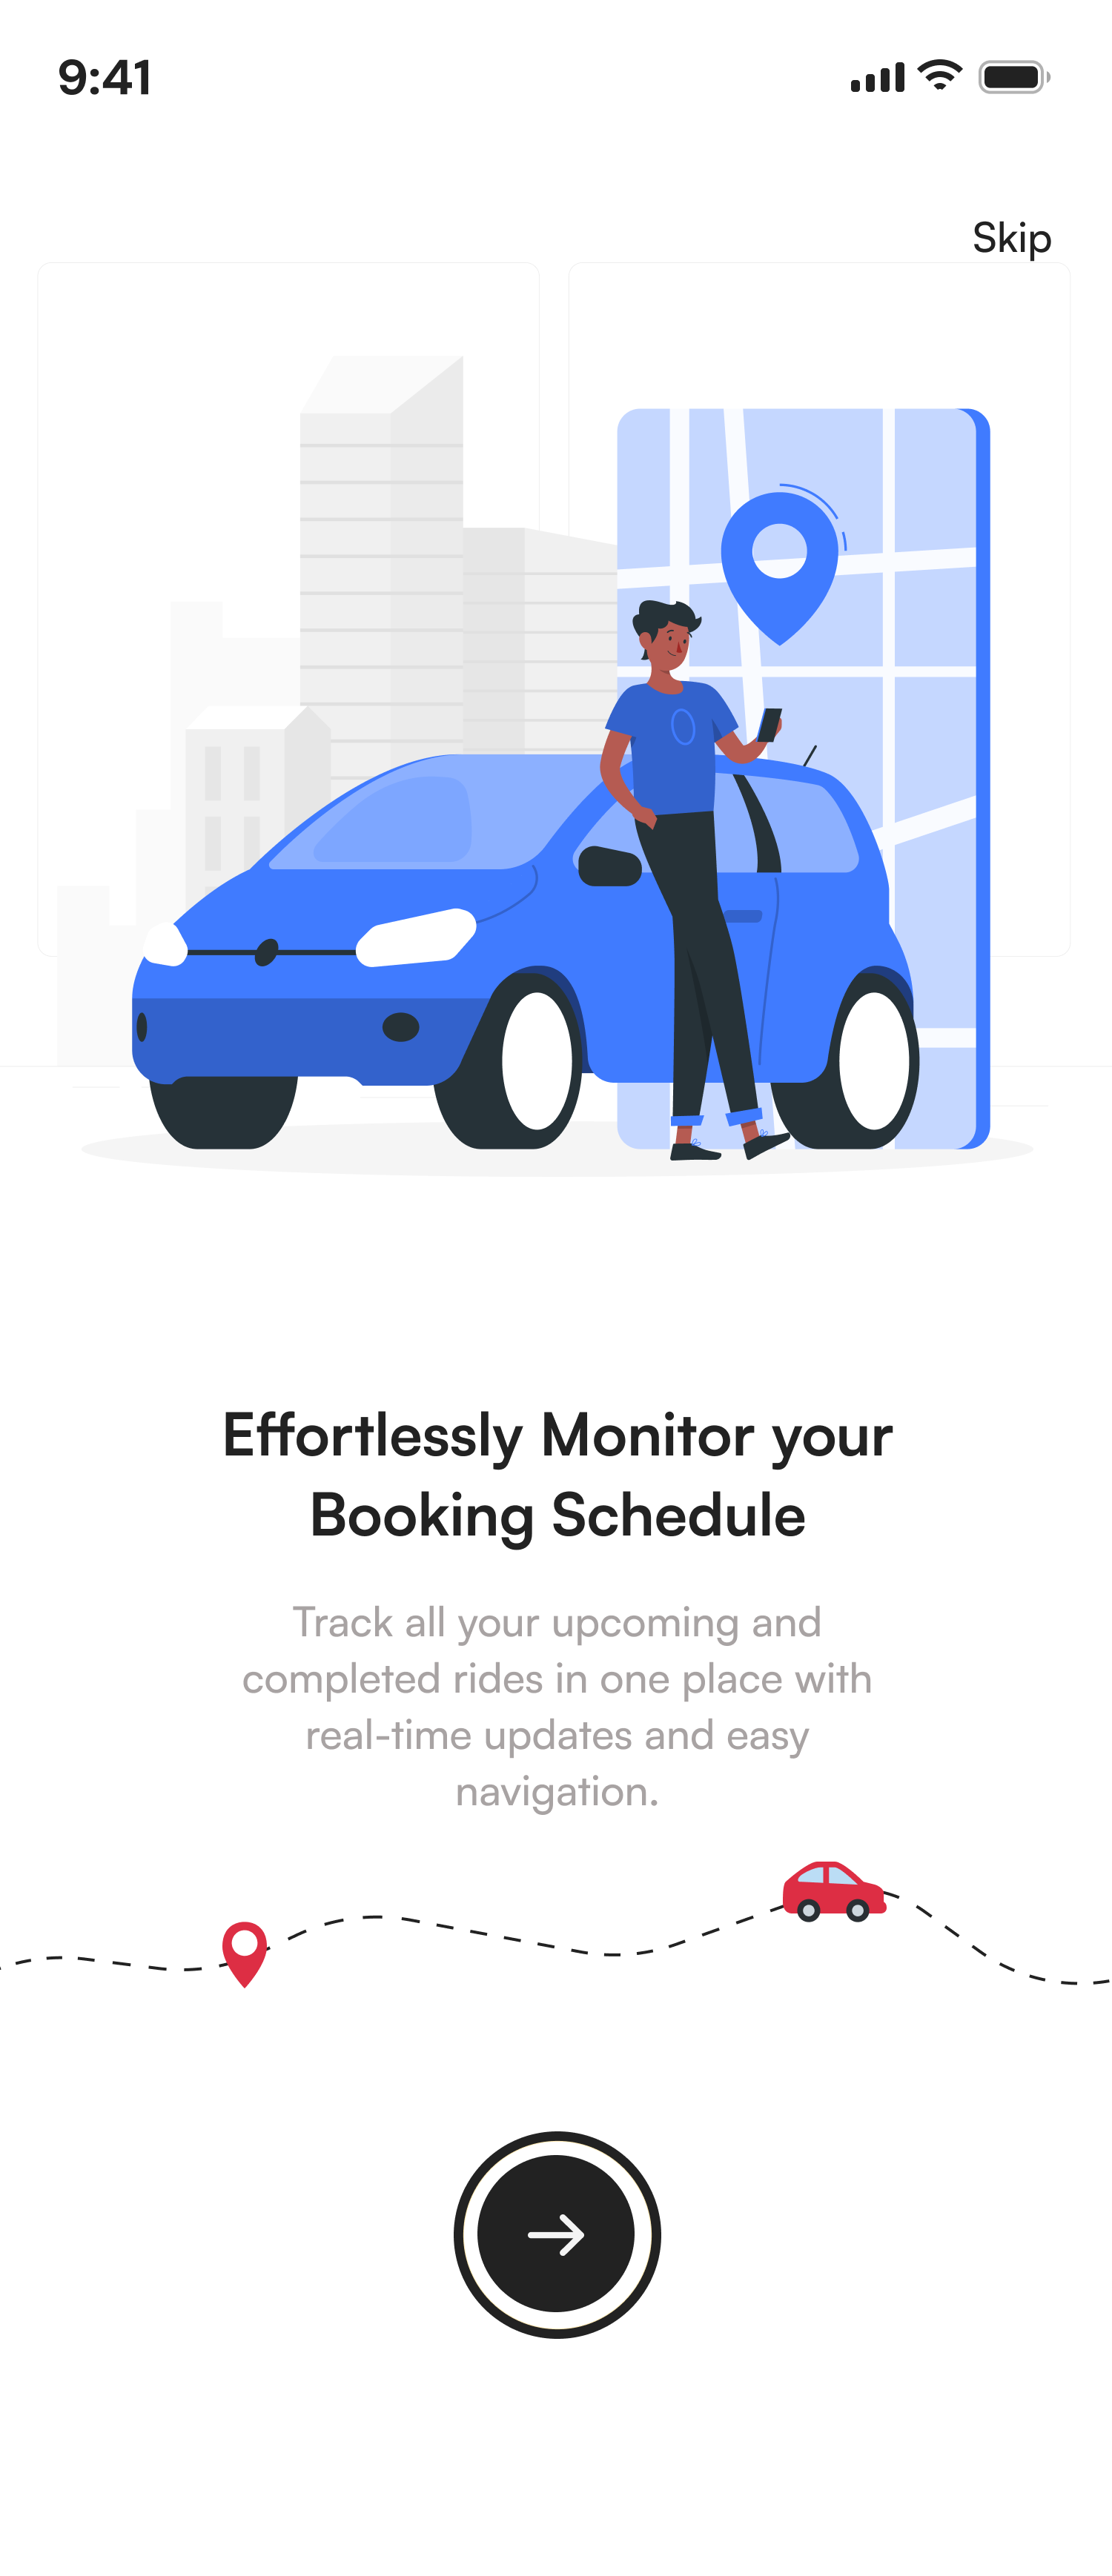 9:41
Skip
Effortlessly Monitor your
Booking Schedule
Track all your upcoming and
completed rides in one place with
real-time updates and easy
navigation.